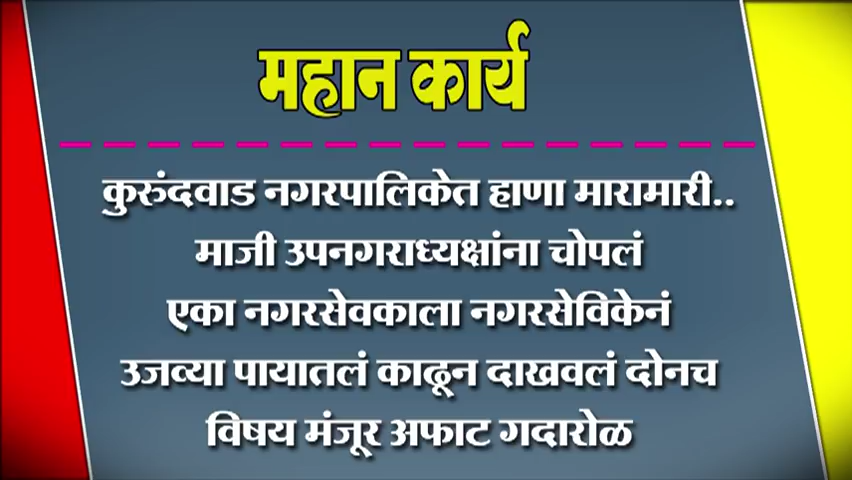 महान कार्य
कुरुंदवाड नगरपालिकेत हाणा मारामारी..
माजी उपनगराध्यक्षांना चोपलं
एका नगरसेवकाला नगरसेविकेनं
उजव्या पायातलं काढून दाखवलं दोनच
विषय मंजूर अफाट गदारोळ